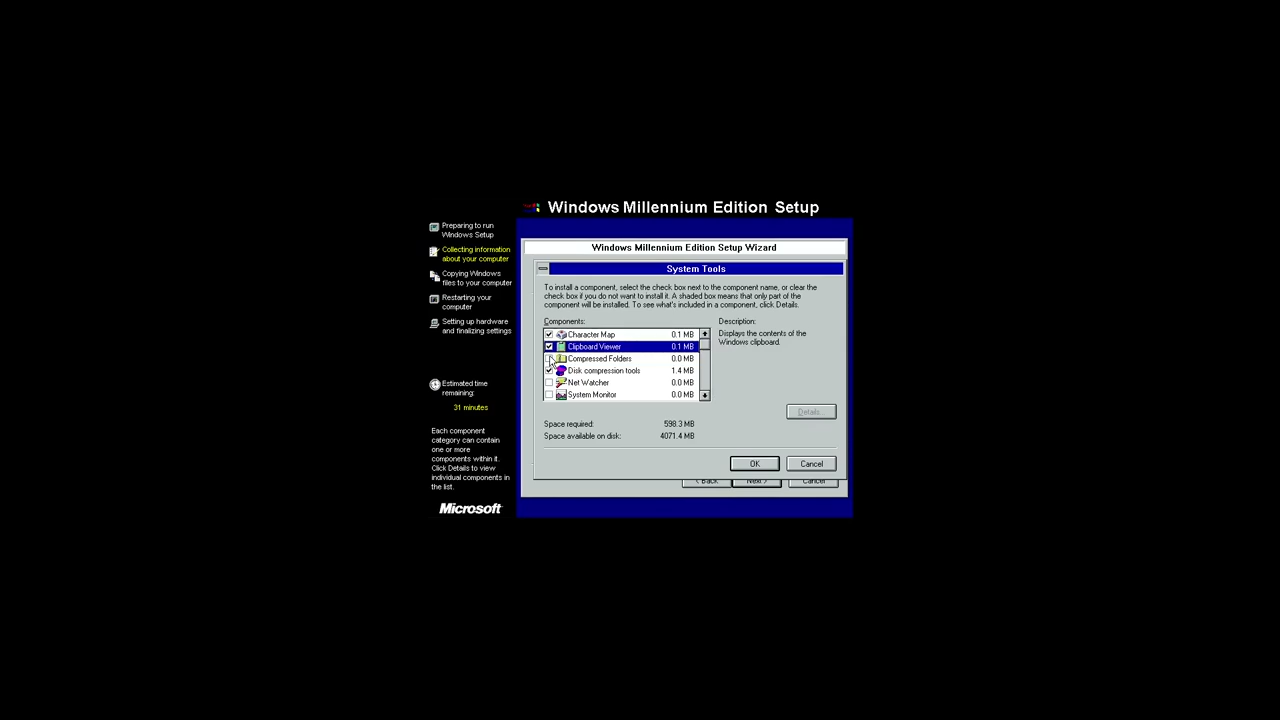 Windows Millennium Edition Setup
Preparing to run
Windows Setup
Collecting information
about your computer
Copying Windows
files to your computer
Restarting your
computer
Setting up hardware
and finalizing settings
Estimated time
remaining:
31 minutes
Each component
category can contain
one or more
components within it.
Click Details to view
individual components in
the list.
Microsoft
Windows Millennium Edition Setup Wizard
System Tools
To install a component, select the check box next to the component name, or clear the
check box if you do not want to install it. A shaded box means that only part of the
component will be installed. To see what's included in a component, click Details.
Components:
Character Map 0.1 MB
Clipboard Viewer 0.1 MB
Compressed Folders 0.0 MB
Disk compression tools 1.4 MB
Net Watcher 0.0 MB
System Monitor 0.0 MB
Description:
Displays the contents of the
Windows clipboard.
Details...
Space required: 598.3 MB
Space available on disk: 4071.4 MB
OK Cancel
< Back Next > Cancel